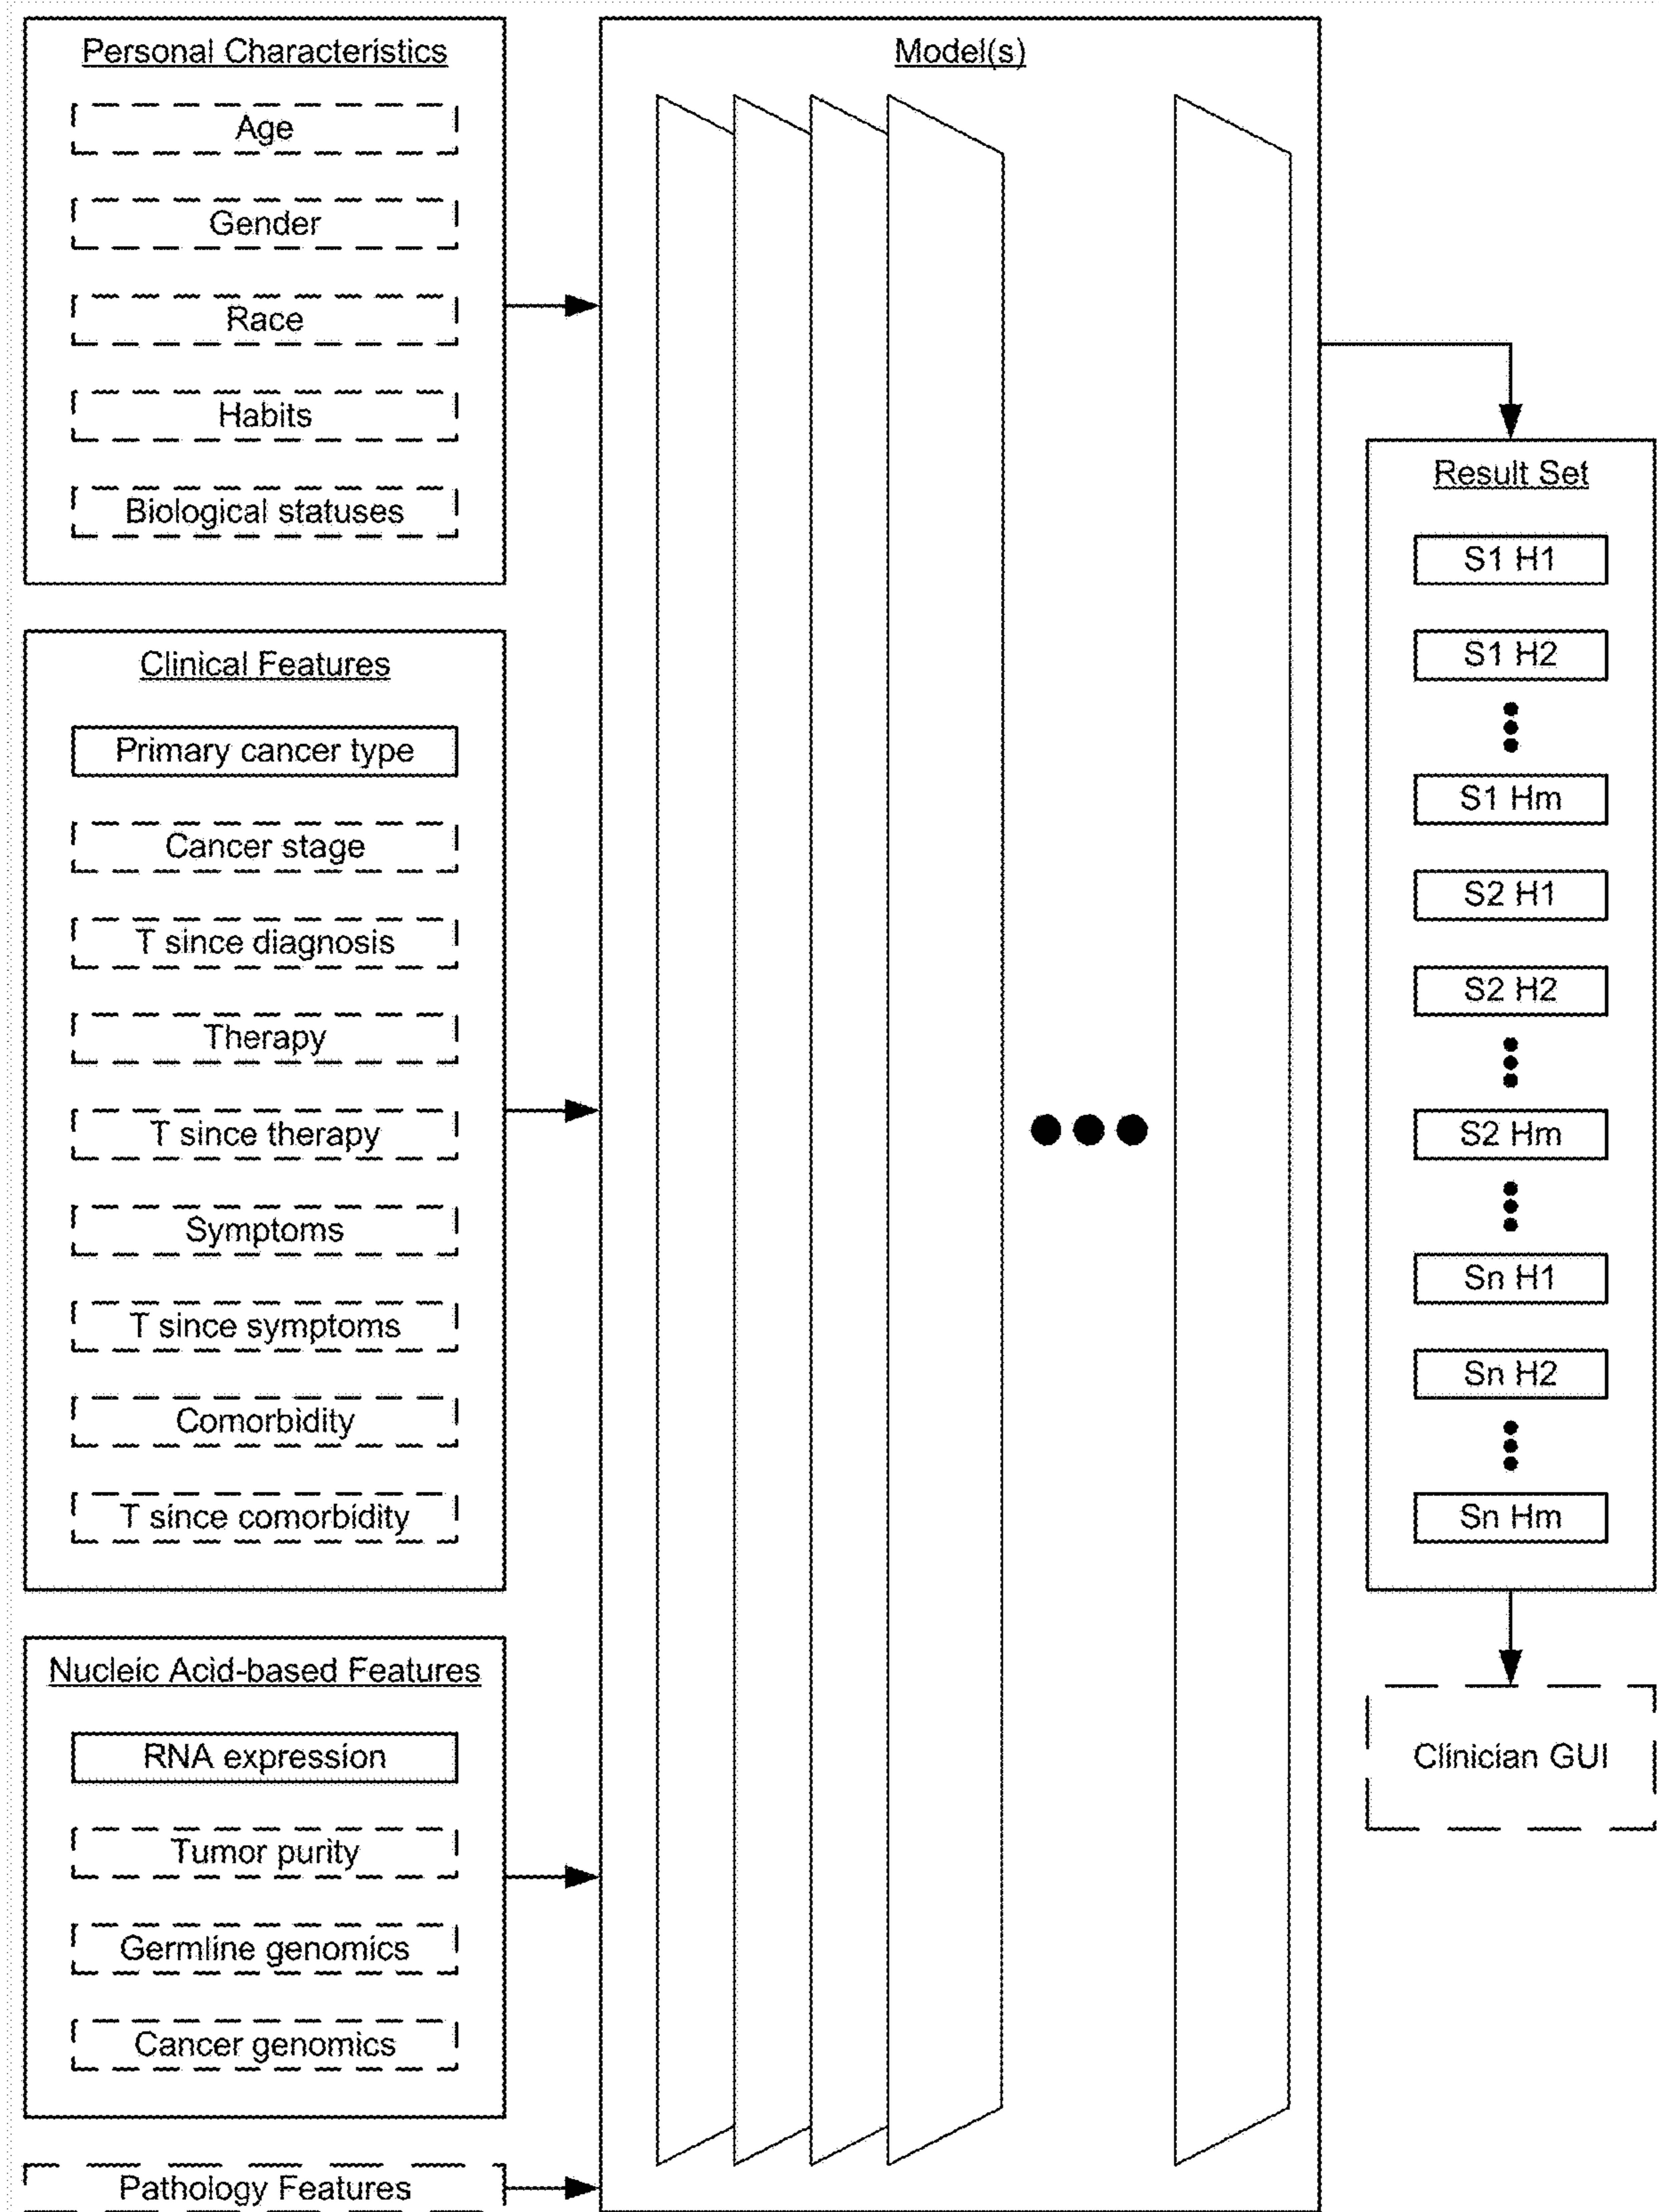 Personal Characteristics
Age
Gender
Race
Habits
Biological statuses
Clinical Features
Primary cancer type
Cancer stage
T since diagnosis
Therapy
T since therapy
Symptoms
T since symptoms
Comorbidity
T since comorbidity
Nucleic Acid-based Features
RNA expression
Tumor purity
Germline genomics
Cancer genomics
Pathology Features
Model(s)
Result Set
S1 H1
S1 H2
S1 Hm
S2 H1
S2 H2
S2 Hm
Sn H1
Sn H2
Sn Hm
Clinician GUI